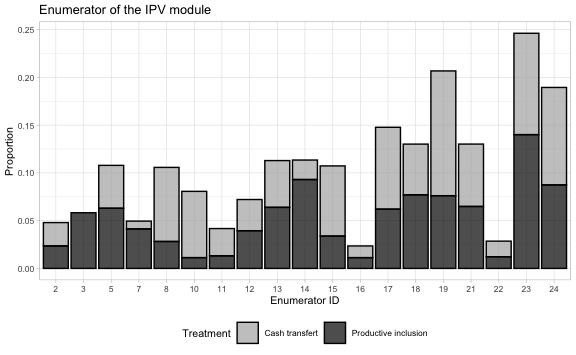 Enumerator of the IPV module
0.25
0.20
0.15
0.10
0.05
0.00
Proportion
2 3 5 7 8 10 11 12 13 14 15 16 17 18 19 21 22 23 24
Enumerator ID
Treatment Cash transfert Productive inclusion